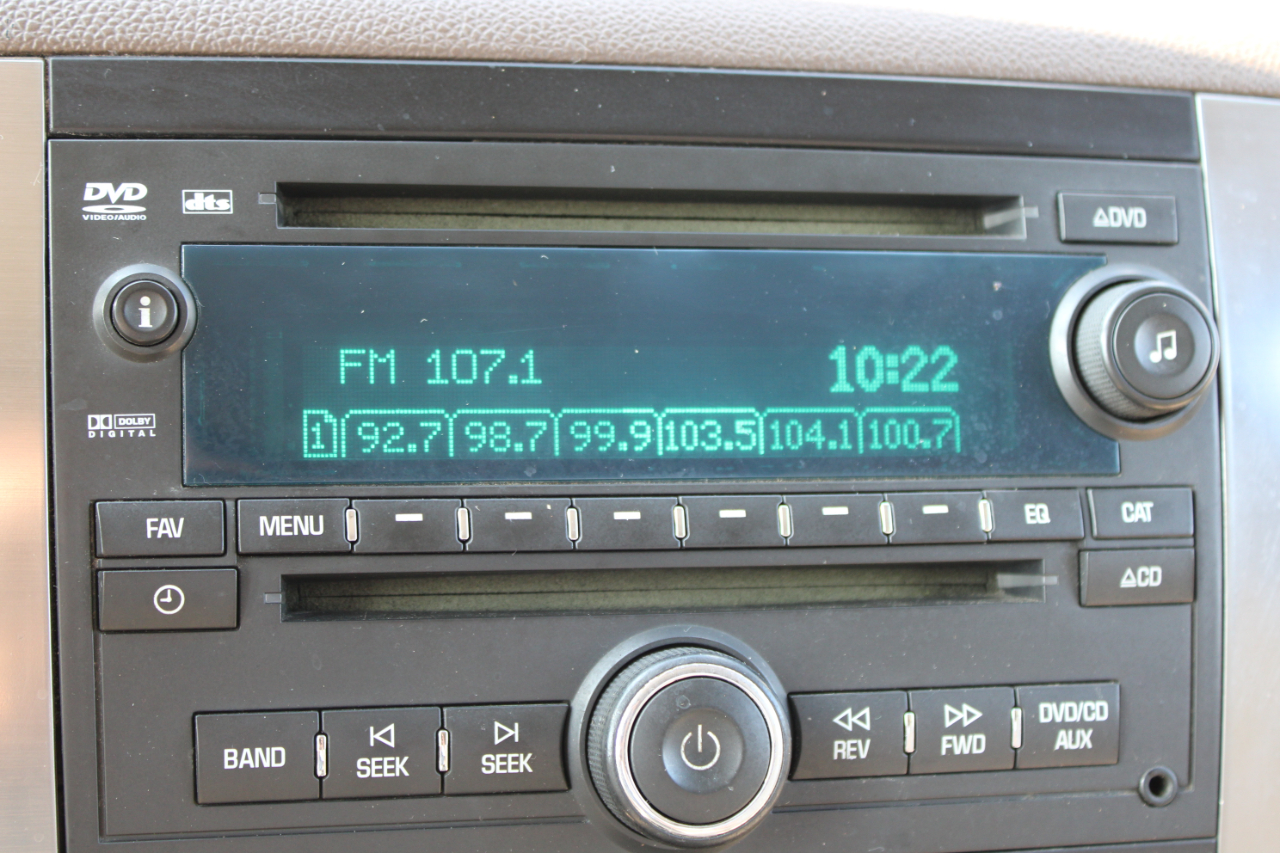 DVD
VIDEO/AUDIO
dts
DVD
i
DOLBY
DIGITAL
FM 107.1 10:22
1 92.7 98.7 99.9 103.5 104.1 100.7
FAV MENU EQ CAT
CD
BAND SEEK SEEK REV FWD DVD/CD
AUX